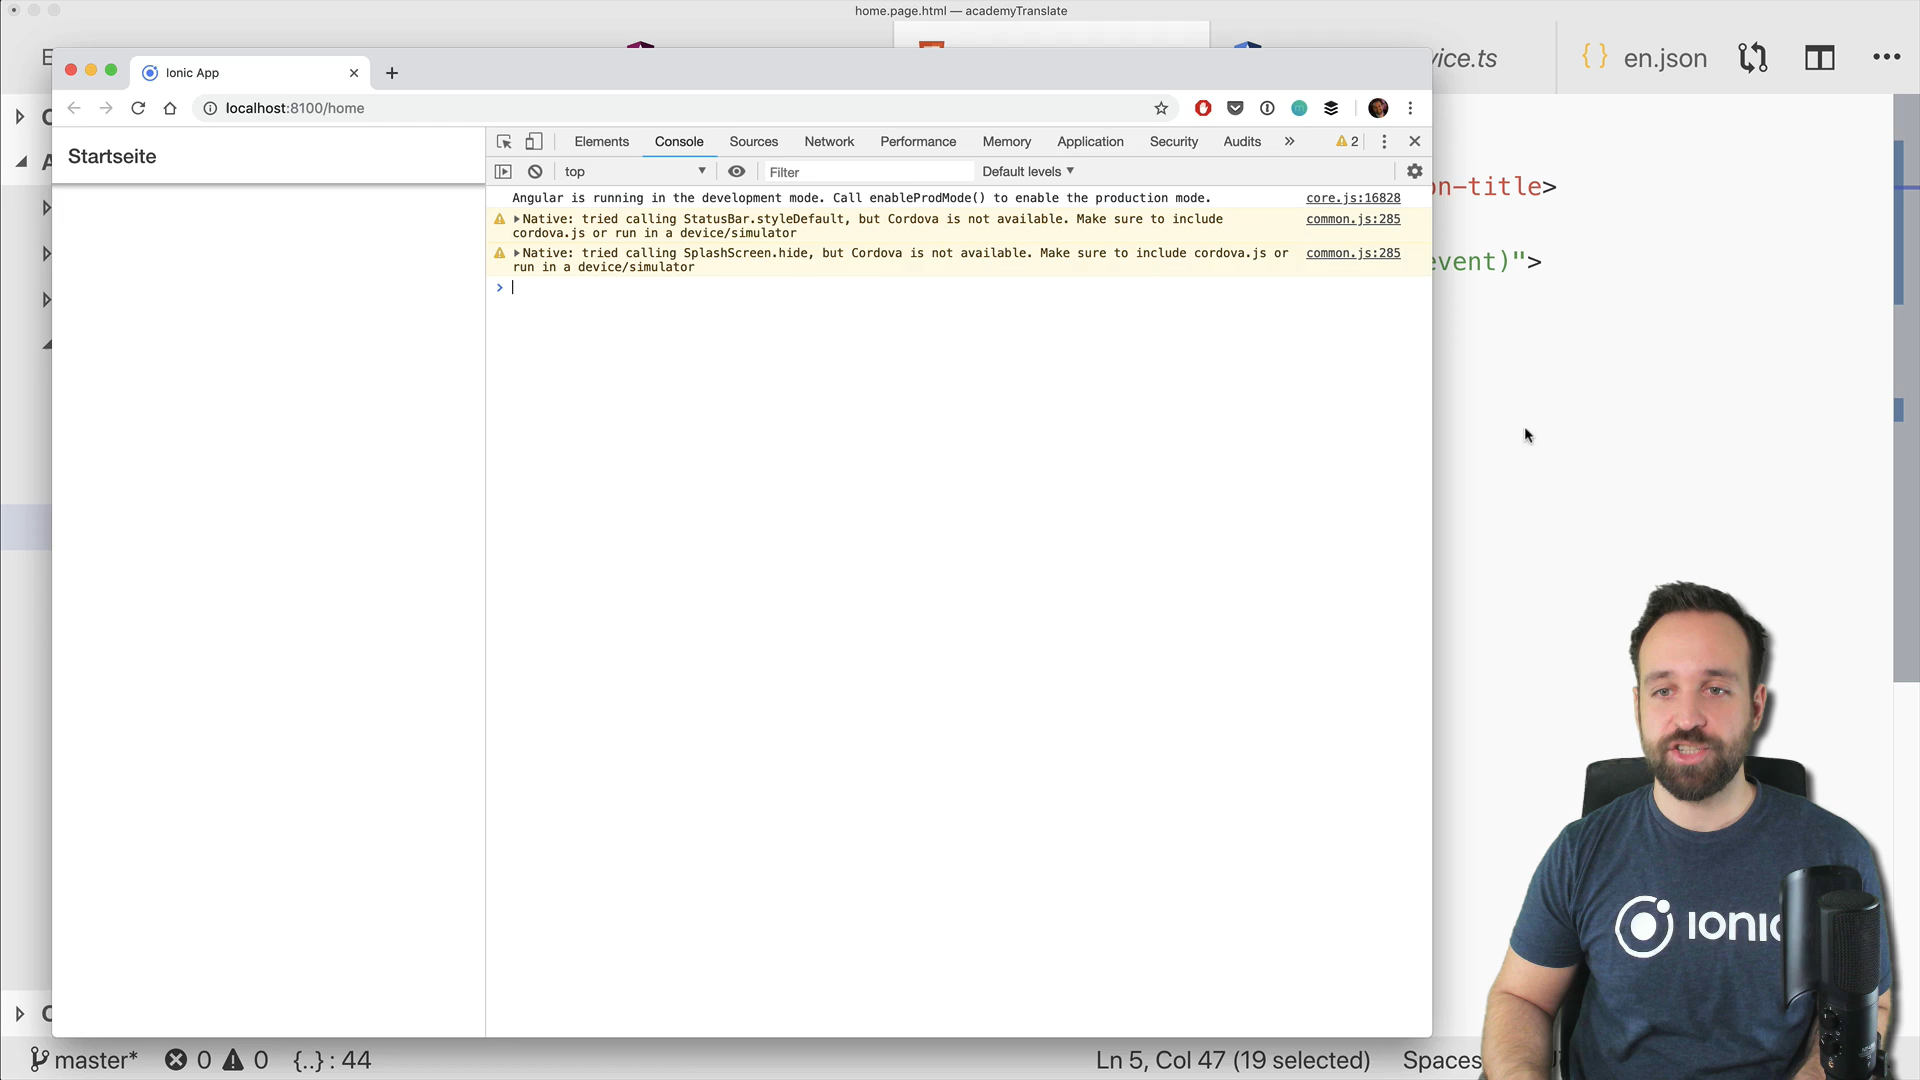 home.page.html — academyTranslate
vice.ts
{} en.json
Ionic App
localhost:8100/home
Startseite
Elements Console Sources Network Performance Memory Application Security Audits » 2
top Filter Default levels
Angular is running in the development mode. Call enableProdMode() to enable the production mode. core.js:16828
Native: tried calling StatusBar.styleDefault, but Cordova is not available. Make sure to include common.js:285
cordova.js or run in a device/simulator
Native: tried calling SplashScreen.hide, but Cordova is not available. Make sure to include cordova.js or common.js:285
run in a device/simulator
>
on-title>
event)">
IONIC
master* 0 0 {..} : 44 Ln 5, Col 47 (19 selected) Spaces